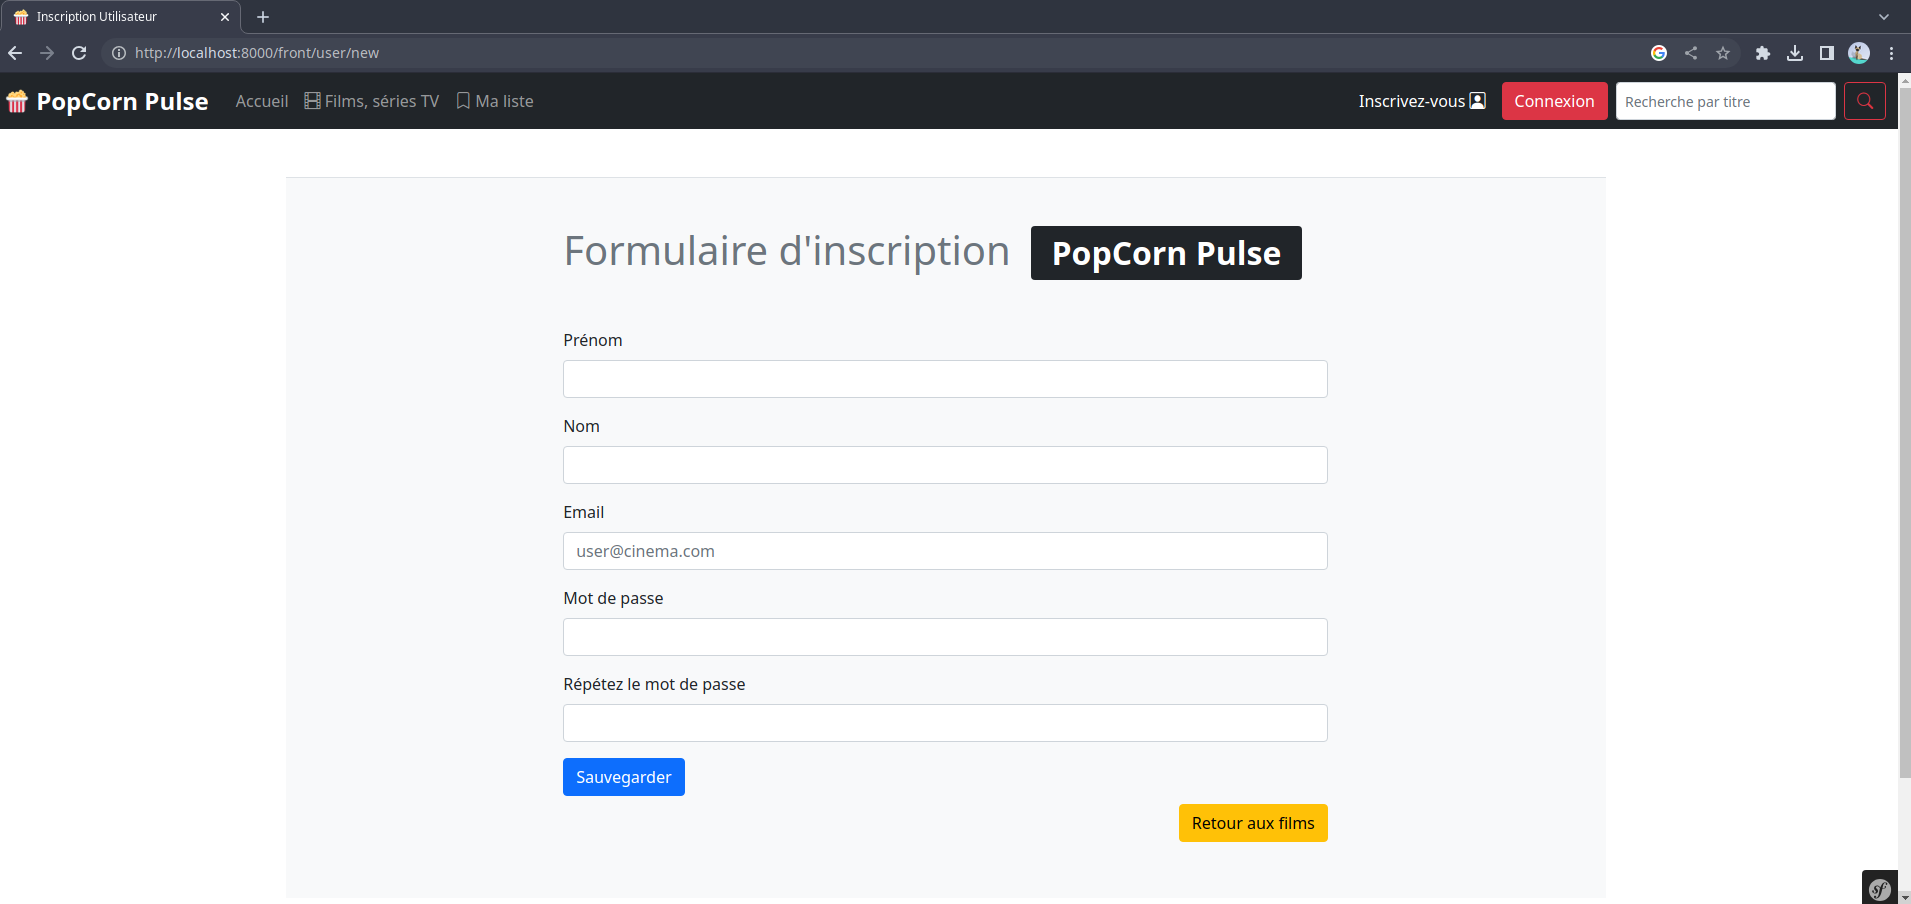 Inscription Utilisateur
http://localhost:8000/front/user/new
PopCorn Pulse Accueil Films, séries TV Ma liste Inscrivez-vous Connexion Recherche par titre
Formulaire d'inscription PopCorn Pulse
Prénom
Nom
Email
user@cinema.com
Mot de passe
Répétez le mot de passe
Sauvegarder
Retour aux films
sf